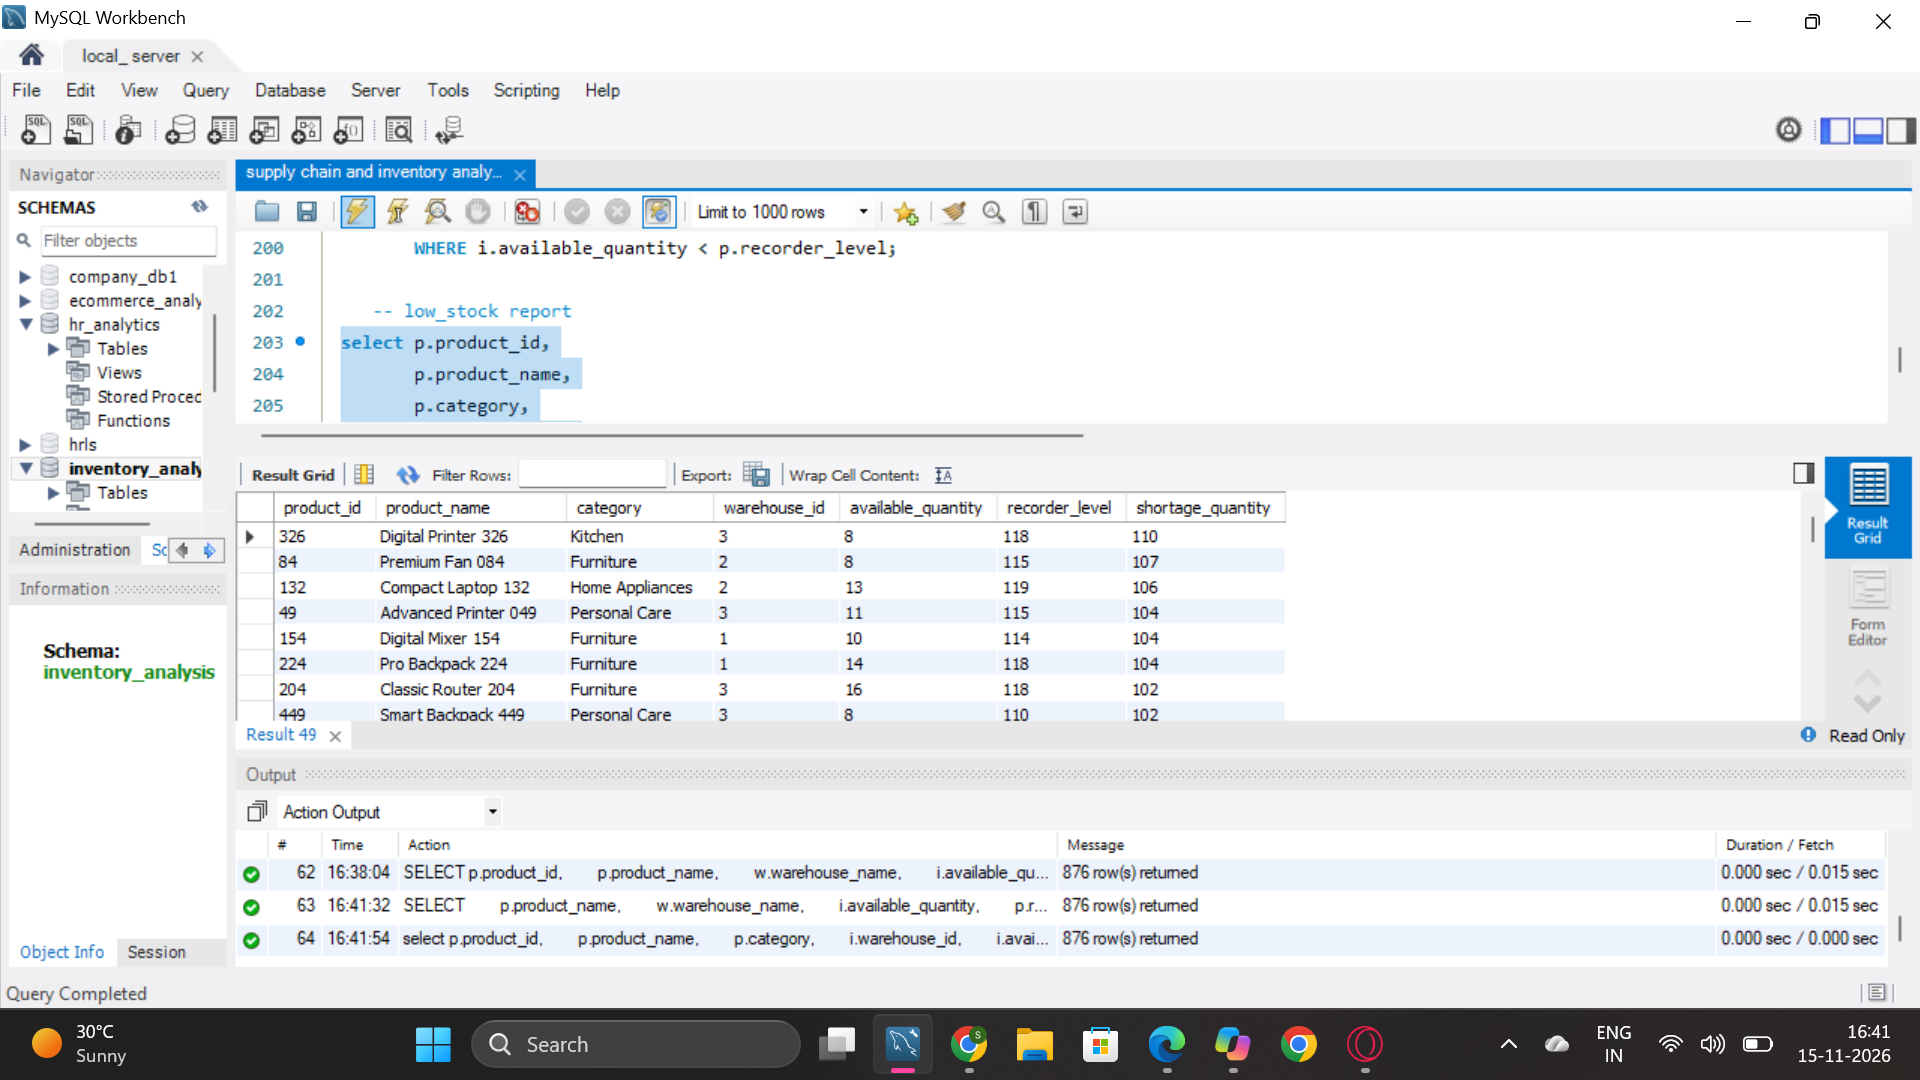 MySQL Workbench
local_ server
File Edit View Query Database Server Tools Scripting Help
Navigator
SCHEMAS
Filter objects
company_db1
ecommerce_analy
hr_analytics
Tables
Views
Stored Proced
Functions
hrls
inventory_analy
Tables
Administration Sc
Information
Schema:
inventory_analysis
Object Info Session
supply chain and inventory analy...
Limit to 1000 rows
200 WHERE i.available_quantity < p.recorder_level;
201
202 -- low_stock report
203 select p.product_id,
204 p.product_name,
205 p.category,
Result Grid Filter Rows: Export: Wrap Cell Content:
product_id product_name category warehouse_id available_quantity recorder_level shortage_quantity
326 Digital Printer 326 Kitchen 3 8 118 110
84 Premium Fan 084 Furniture 2 8 115 107
132 Compact Laptop 132 Home Appliances 2 13 119 106
49 Advanced Printer 049 Personal Care 3 11 115 104
154 Digital Mixer 154 Furniture 1 10 114 104
224 Pro Backpack 224 Furniture 1 14 118 104
204 Classic Router 204 Furniture 3 16 118 102
449 Smart Backpack 449 Personal Care 3 8 110 102
Result Grid
Form Editor
Result 49
Read Only
Output
Action Output
# Time Action Message Duration / Fetch
62 16:38:04 SELECT p.product_id, p.product_name, w.warehouse_name, i.available_qu... 876 row(s) returned 0.000 sec / 0.015 sec
63 16:41:32 SELECT p.product_name, w.warehouse_name, i.available_quantity, p.r... 876 row(s) returned 0.000 sec / 0.015 sec
64 16:41:54 select p.product_id, p.product_name, p.category, i.warehouse_id, i.avai... 876 row(s) returned 0.000 sec / 0.000 sec
Query Completed
30°C
Sunny
Search
ENG
IN
16:41
15-11-2026